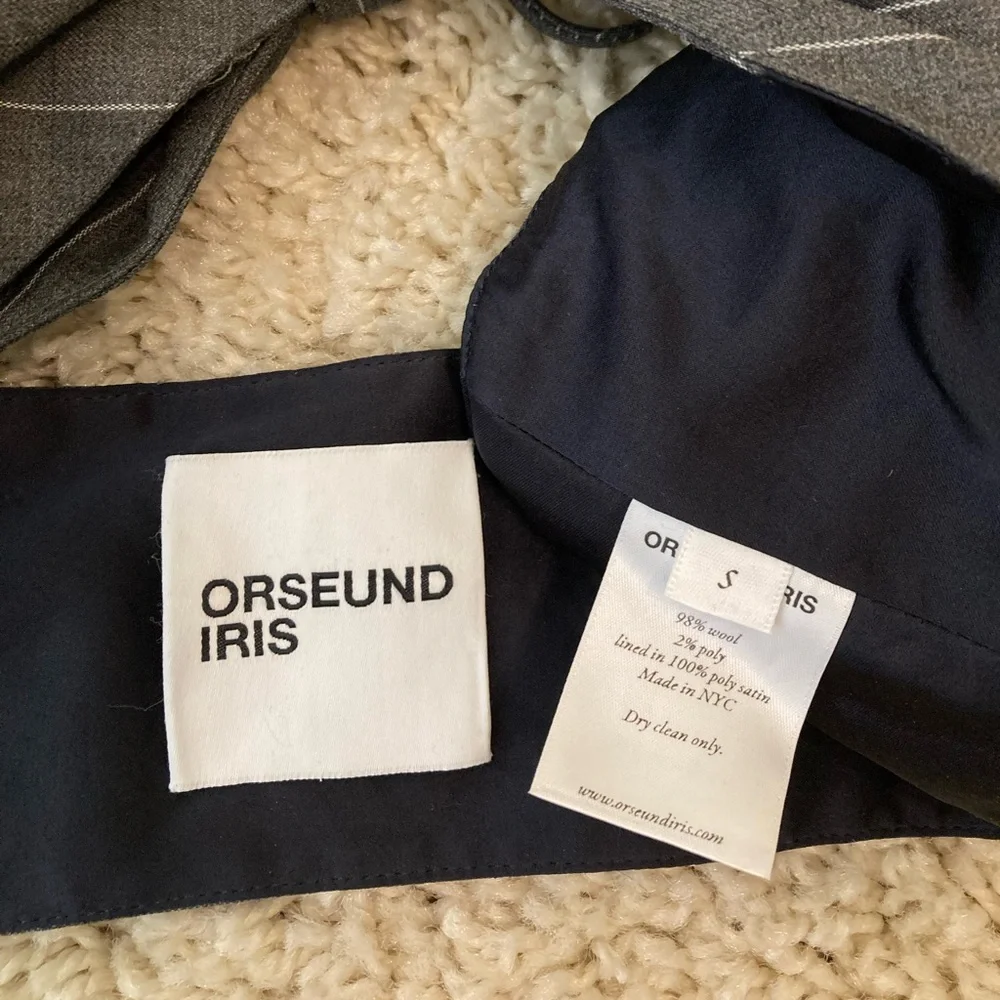 ORSEUND
IRIS
OR RIS
S
98% wool
2% poly
lined in 100% poly satin
Made in NYC
Dry clean only.
www.orseundiris.com